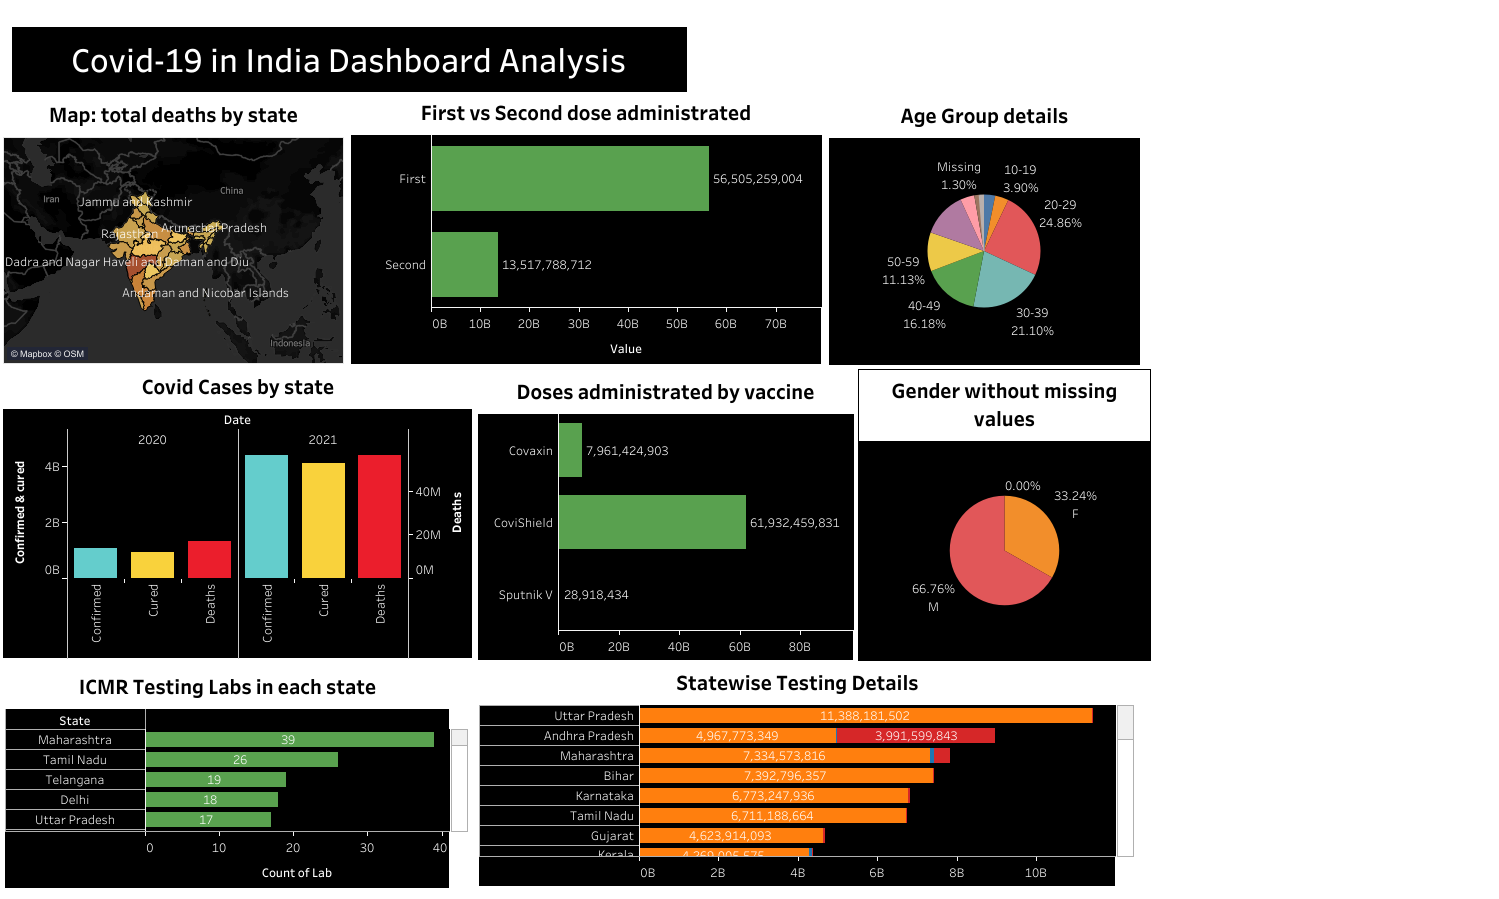 Covid-19 in India Dashboard Analysis
Map: total deaths by state
Iran
China
Jammu and Kashmir
Rajasthan
Arunachal Pradesh
Dadra and Nagar Haveli and Daman and Diu
Andaman and Nicobar Islands
Indonesia
© Mapbox © OSM
First vs Second dose administrated
First
56,505,259,004
Second
13,517,788,712
0B 10B 20B 30B 40B 50B 60B 70B
Value
Age Group details
Missing
1.30%
10-19
3.90%
20-29
24.86%
50-59
11.13%
40-49
16.18%
30-39
21.10%
Covid Cases by state
Date
2020 2021
Confirmed & cured
4B
2B
0B
40M
20M
0M
Deaths
Confirmed
Cured
Deaths
Confirmed
Cured
Deaths
Doses administrated by vaccine
Covaxin
7,961,424,903
CoviShield
61,932,459,831
Sputnik V
28,918,434
0B 20B 40B 60B 80B
Gender without missing
values
0.00%
33.24%
F
66.76%
M
ICMR Testing Labs in each state
State
Maharashtra 39
Tamil Nadu 26
Telangana 19
Delhi 18
Uttar Pradesh 17
0 10 20 30 40
Count of Lab
Statewise Testing Details
Uttar Pradesh 11,388,181,502
Andhra Pradesh 4,967,773,349 3,991,599,843
Maharashtra 7,334,573,816
Bihar 7,392,796,357
Karnataka 6,773,247,936
Tamil Nadu 6,711,188,664
Gujarat 4,623,914,093
Kerala
0B 2B 4B 6B 8B 10B